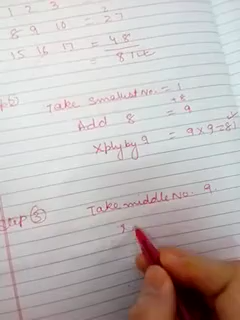 1 2 3
8 9 10 = 27
15 16 17 = 48
Take smallest No. = 1
Add 8 = 9
Xply by 9 = 9x9=81
Step 3
Take middle No. 9
x